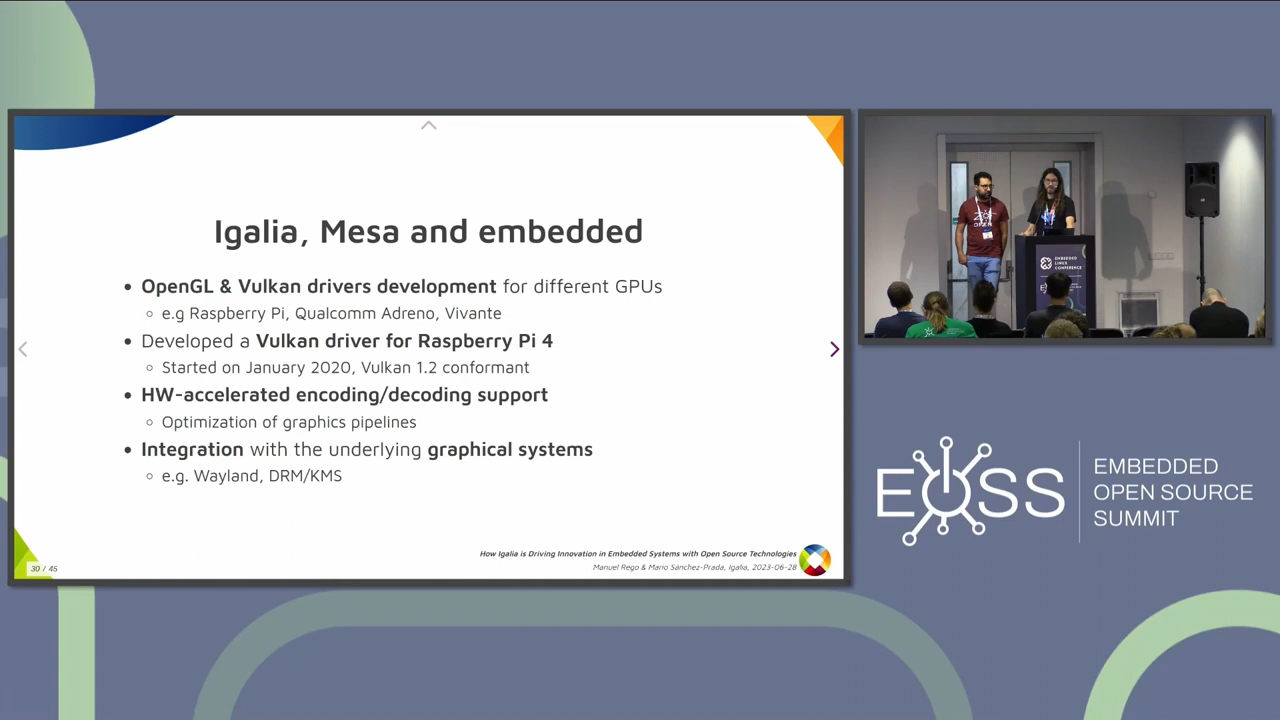 Igalia, Mesa and embedded
• OpenGL & Vulkan drivers development for different GPUs
◦ e.g Raspberry Pi, Qualcomm Adreno, Vivante
• Developed a Vulkan driver for Raspberry Pi 4
◦ Started on January 2020, Vulkan 1.2 conformant
• HW-accelerated encoding/decoding support
◦ Optimization of graphics pipelines
• Integration with the underlying graphical systems
◦ e.g. Wayland, DRM/KMS
How Igalia is Driving Innovation in Embedded Systems with Open Source Technologies
Manuel Rego & Mario Sánchez-Prada, Igalia, 2023-06-28
30 / 45
EMBEDDED
LINUX
CONFERENCE
EOSS
EMBEDDED
OPEN SOURCE
SUMMIT